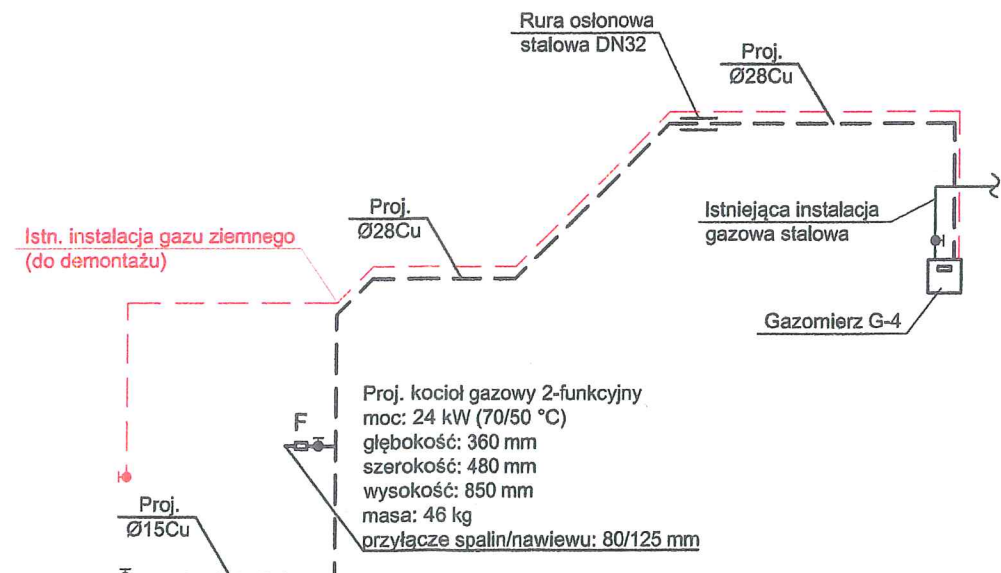 Rura osłonowa
stalowa DN32
Proj.
Ø28Cu
Proj.
Ø28Cu
Istniejąca instalacja
gazowa stalowa
Istn. instalacja gazu ziemnego
(do demontażu)
Gazomierz G-4
Proj. kocioł gazowy 2-funkcyjny
moc: 24 kW (70/50 °C)
F
głębokość: 360 mm
szerokość: 480 mm
wysokość: 850 mm
masa: 46 kg
przyłącze spalin/nawiewu: 80/125 mm
Proj.
Ø15Cu